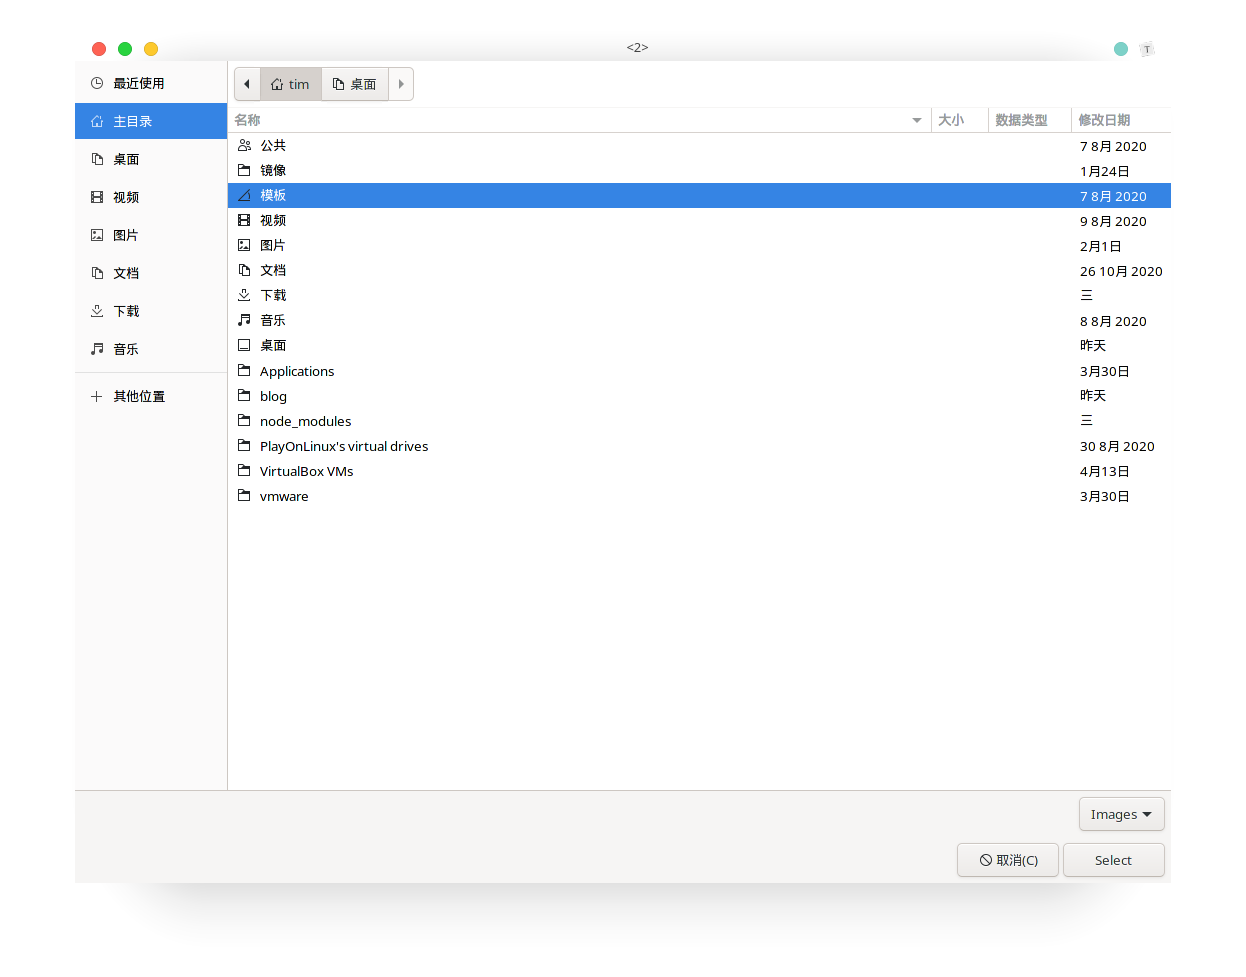 <2>
T
最近使用
主目录
桌面
视频
图片
文档
下载
音乐
其他位置
tim 桌面
名称 大小 数据类型 修改日期
公共 7 8月 2020
镜像 1月24日
模板 7 8月 2020
视频 9 8月 2020
图片 2月1日
文档 26 10月 2020
下载 三
音乐 8 8月 2020
桌面 昨天
Applications 3月30日
blog 昨天
node_modules 三
PlayOnLinux's virtual drives 30 8月 2020
VirtualBox VMs 4月13日
vmware 3月30日
Images
取消(C) Select